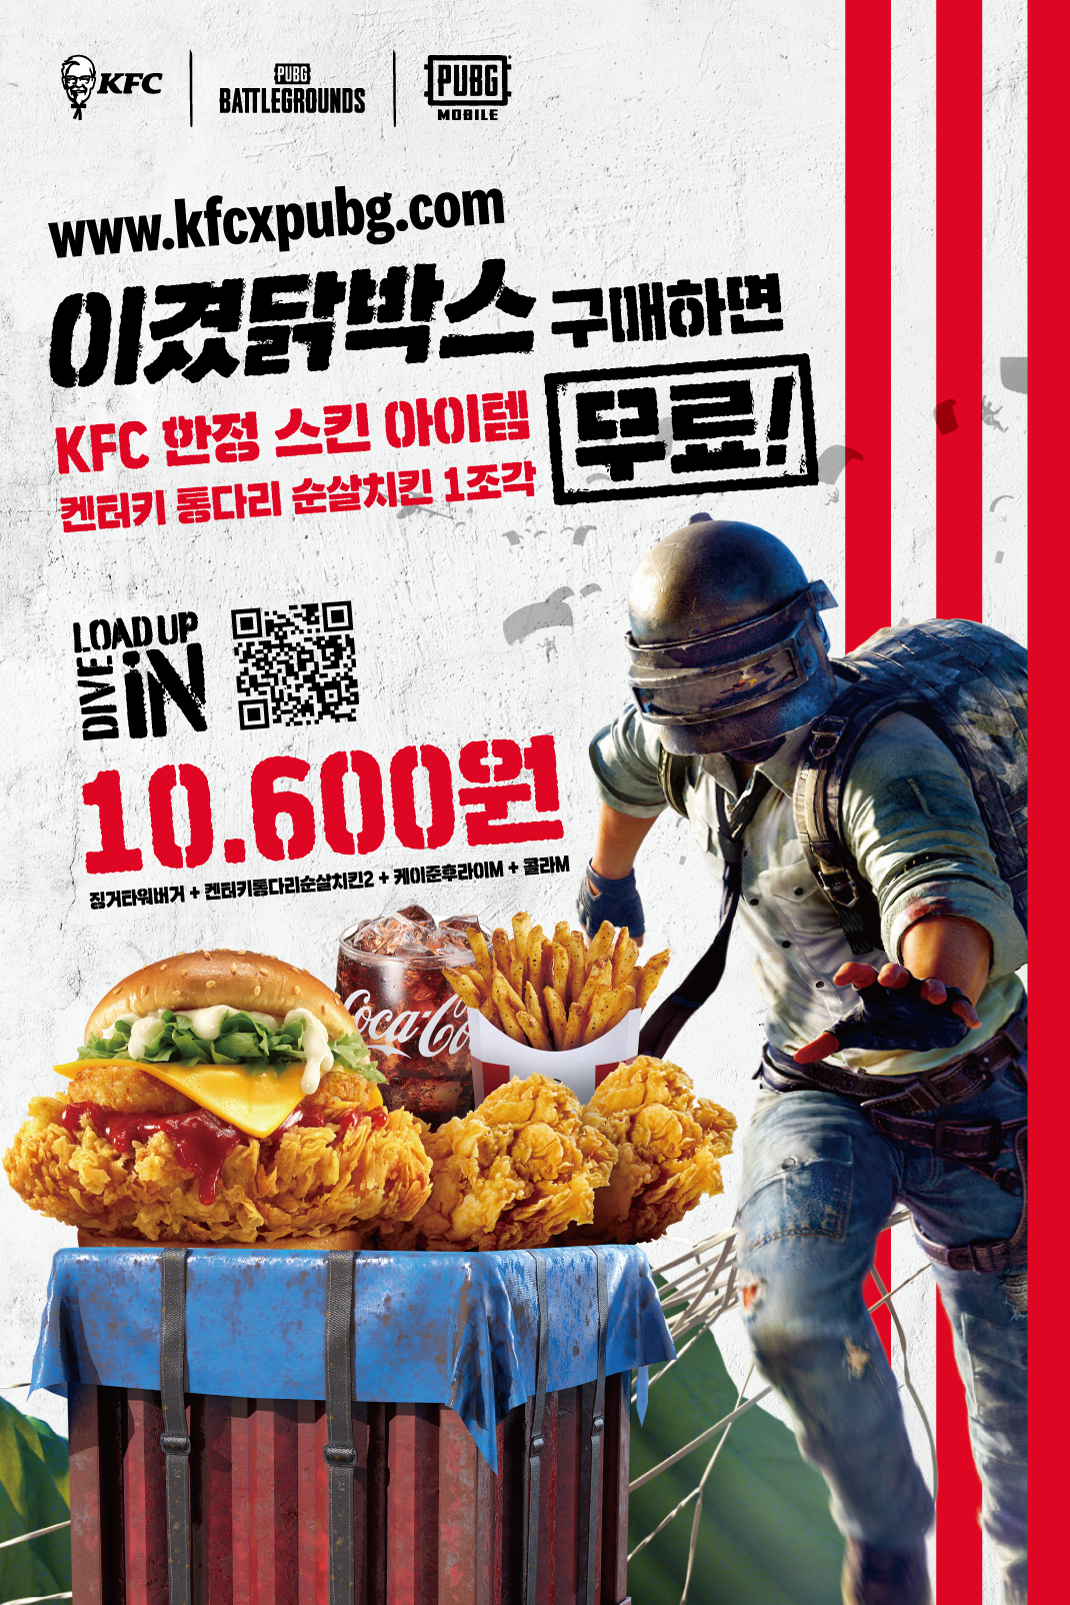 KFC
PUBG
BATTLEGROUNDS
PUBG
MOBILE
www.kfcxpubg.com
이겼닭박스 구매하면
KFC 한정 스킨 아이템
켄터키 통다리 순살치킨 1조각
무료!
LOAD UP
DIVE iN
10.600원
징거타워버거 + 켄터키통다리순살치킨2 + 케이준후라이M + 콜라M
Coca-Co